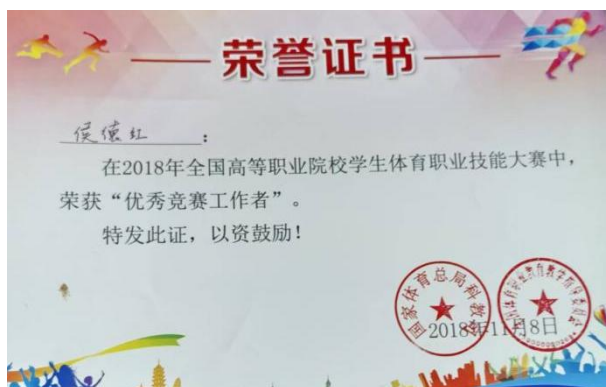 荣誉证书
侯德红：
在2018年全国高等职业院校学生体育职业技能大赛中，
荣获“优秀竞赛工作者”。
特发此证，以资鼓励！
国家体育总局科教司
2018年11月8日